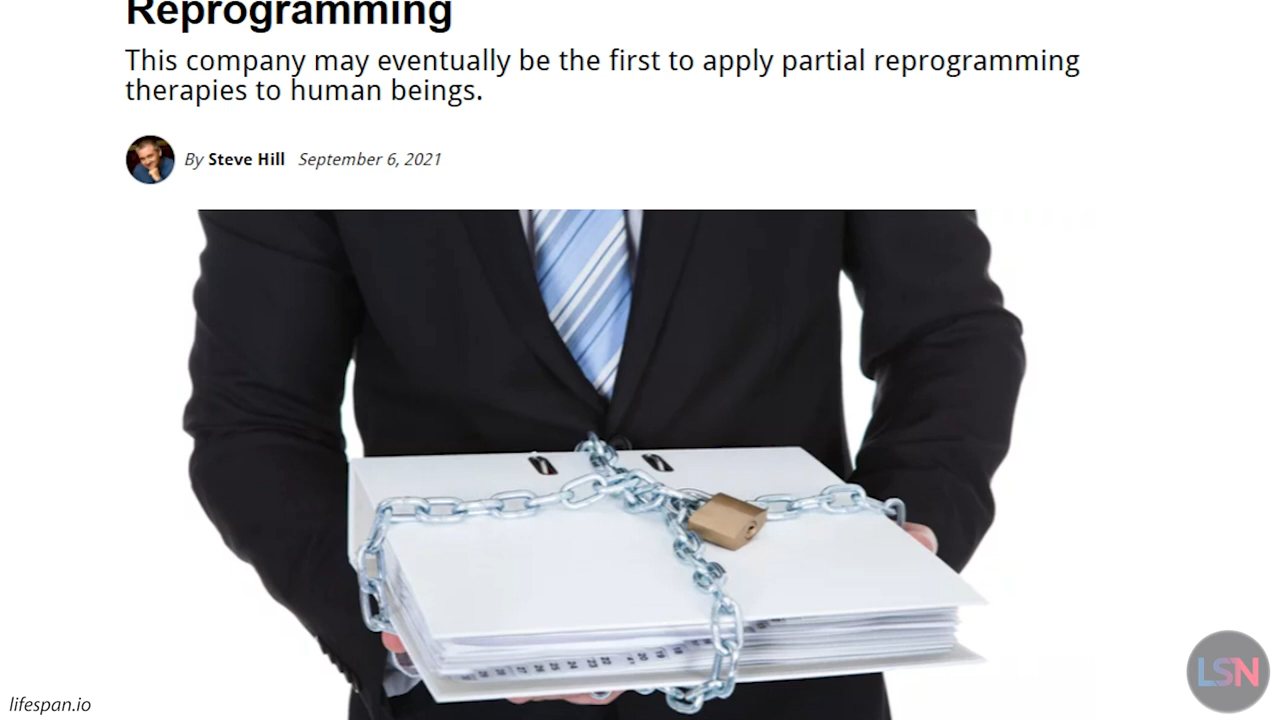 Reprogramming
This company may eventually be the first to apply partial reprogramming
therapies to human beings.
By Steve Hill September 6, 2021
lifespan.io
LSN